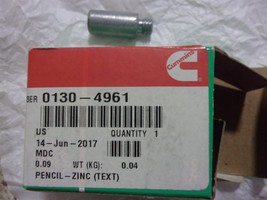 Cummins
BER 0130-4961
US QUANTITY 1
14-Jun-2017
MDC
0.09 WT (KG): 0.04
PENCIL-ZINC (TEXT)